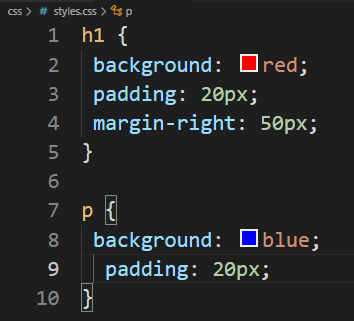 css > # styles.css > p
1 h1 {
2 background: red;
3 padding: 20px;
4 margin-right: 50px;
5 }
6
7 p {
8 background: blue;
9 padding: 20px;
10 }